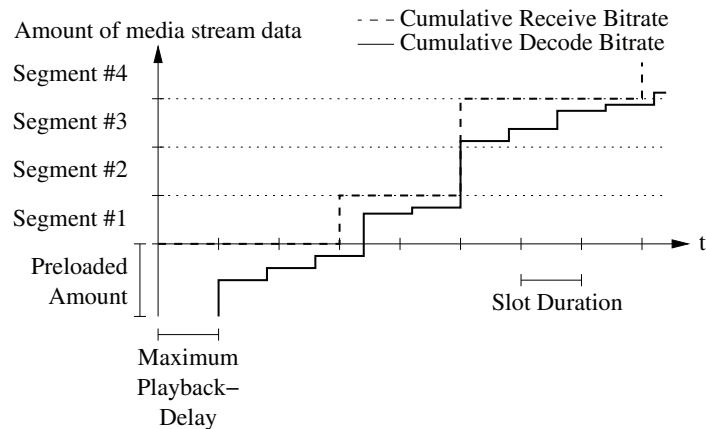 Amount of media stream data
Cumulative Receive Bitrate
Cumulative Decode Bitrate
Segment #4
Segment #3
Segment #2
Segment #1
t
Preloaded
Amount
Slot Duration
Maximum
Playback–
Delay